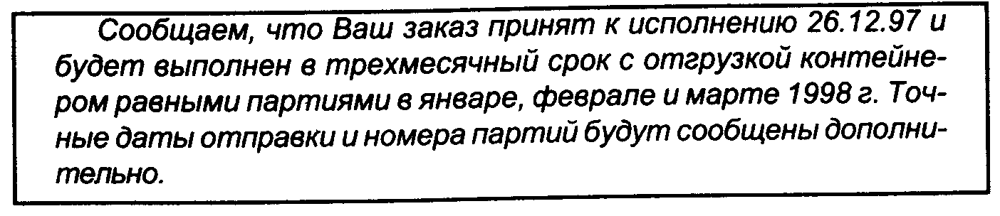 Сообщаем, что Ваш заказ принят к исполнению 26.12.97 и
будет выполнен в трехмесячный срок с отгрузкой контейне-
ром равными партиями в январе, феврале и марте 1998 г. Точ-
ные даты отправки и номера партий будут сообщены дополни-
тельно.